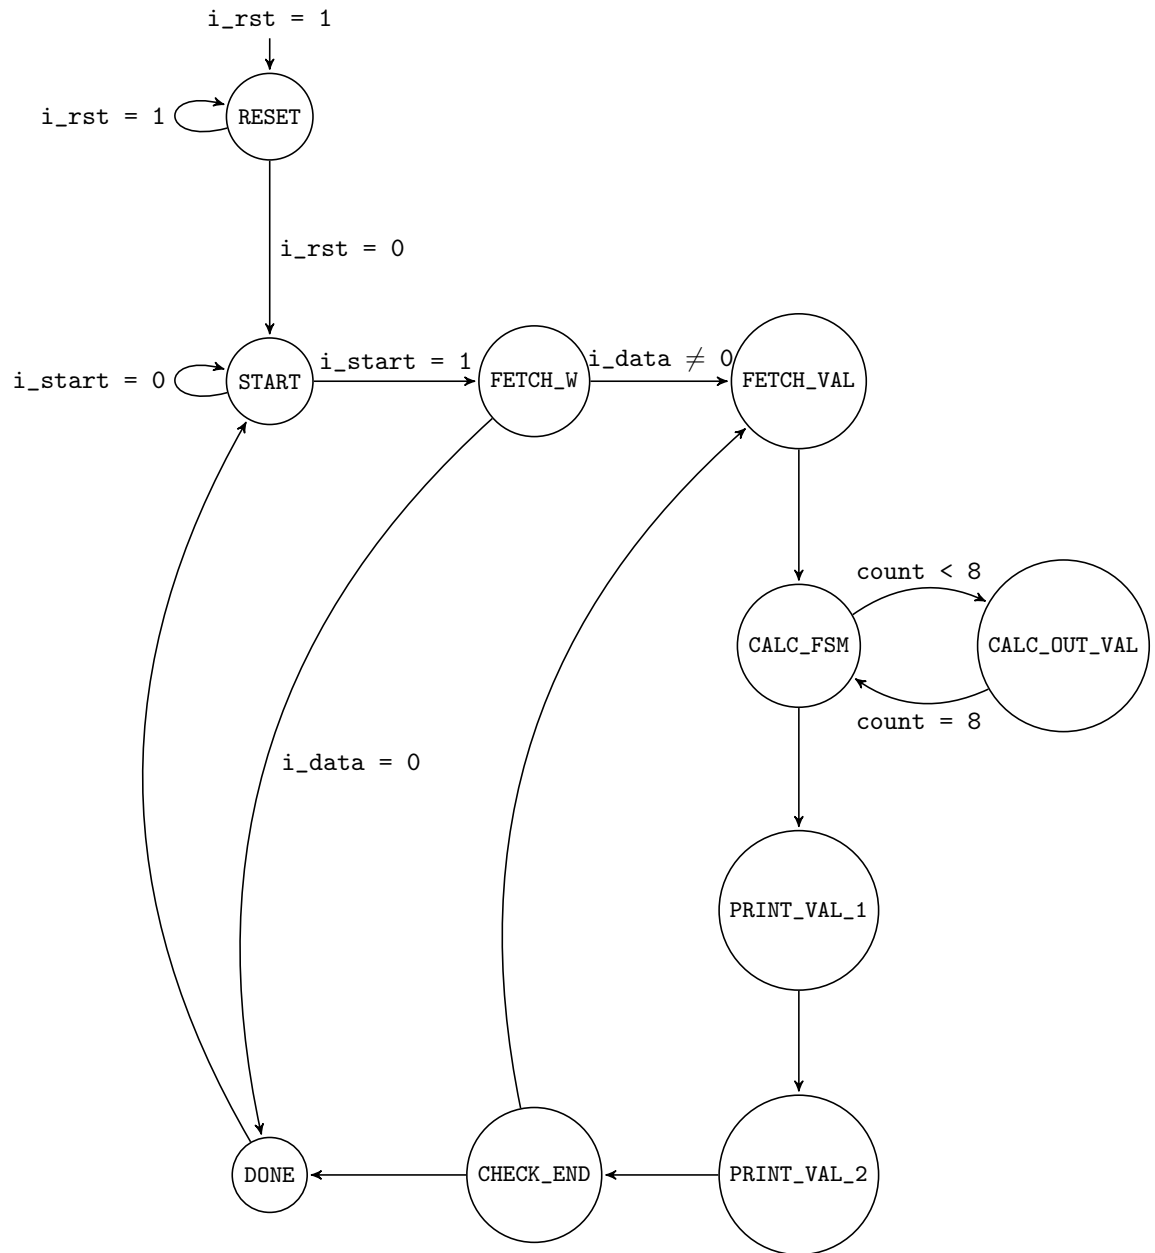 i_rst = 1
i_rst = 1
RESET
i_rst = 0
i_start = 0
START
i_start = 1
FETCH_W
i_data ≠ 0
FETCH_VAL
count < 8
CALC_FSM
CALC_OUT_VAL
count = 8
i_data = 0
PRINT_VAL_1
DONE
CHECK_END
PRINT_VAL_2